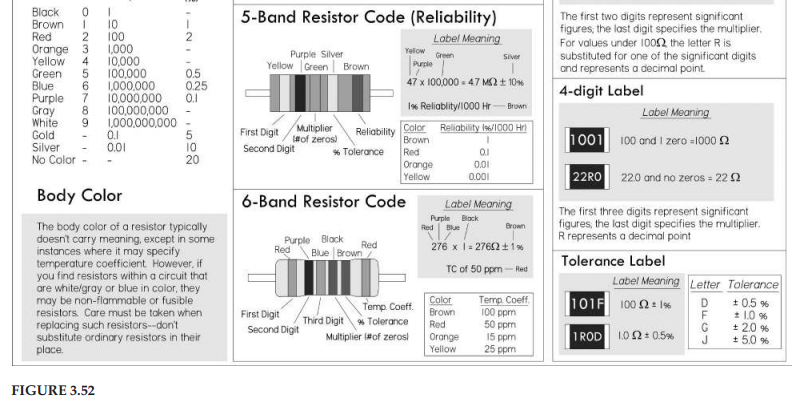 Black 0 1 -
Brown 1 10 1
Red 2 100 2
Orange 3 1,000 -
Yellow 4 10,000 -
Green 5 100,000 0.5
Blue 6 1,000,000 0.25
Purple 7 10,000,000 0.1
Gray 8 100,000,000 -
White 9 1,000,000,000 -
Gold - 0.1 5
Silver - 0.01 10
No Color - - 20
Body Color
The body color of a resistor typically
doesn't carry meaning, except in some
instances where it may specify
temperature coefficient. However, if
you find resistors within a circuit that
are white/gray or blue in color, they
may be non-flammable or fusible
resistors. Care must be taken when
replacing such resistors--don't
substitute ordinary resistors in their
place.
5-Band Resistor Code (Reliability)
Purple Silver
Yellow Green Brown
First Digit Multiplier Reliability
(#of zeros)
Second Digit % Tolerance
Label Meaning
Yellow Green Silver
Purple
47 x 100,000 = 4.7 MΩ ± 10%
1% Reliablity/1000 Hr — Brown
Color Reliability (%/1000 Hr)
Brown 1
Red 0.1
Orange 0.01
Yellow 0.001
6-Band Resistor Code
Purple Black
Red Blue Brown Red
First Digit Third Digit Temp. Coeff.
Second Digit % Tolerance
Multiplier (#of zeros)
Label Meaning
Purple Black
Red Blue Brown
276 x 1 = 276Ω ± 1%
TC of 50 ppm — Red
Color Temp. Coeff.
Brown 100 ppm
Red 50 ppm
Orange 15 ppm
Yellow 25 ppm
The first two digits represent significant
figures; the last digit specifies the multiplier.
For values under 100Ω, the letter R is
substituted for one of the significant digits
and represents a decimal point.
4-digit Label
Label Meaning
1001 100 and 1 zero =1000 Ω
22R0 22.0 and no zeros = 22 Ω
The first three digits represent significant
figures; the last digit specifies the multiplier.
R represents a decimal point
Tolerance Label
Label Meaning
101F 100 Ω ± 1%
1R0D 1.0 Ω ± 0.5%
Letter Tolerance
D ± 0.5 %
F ± 1.0 %
G ± 2.0 %
J ± 5.0 %
FIGURE 3.52